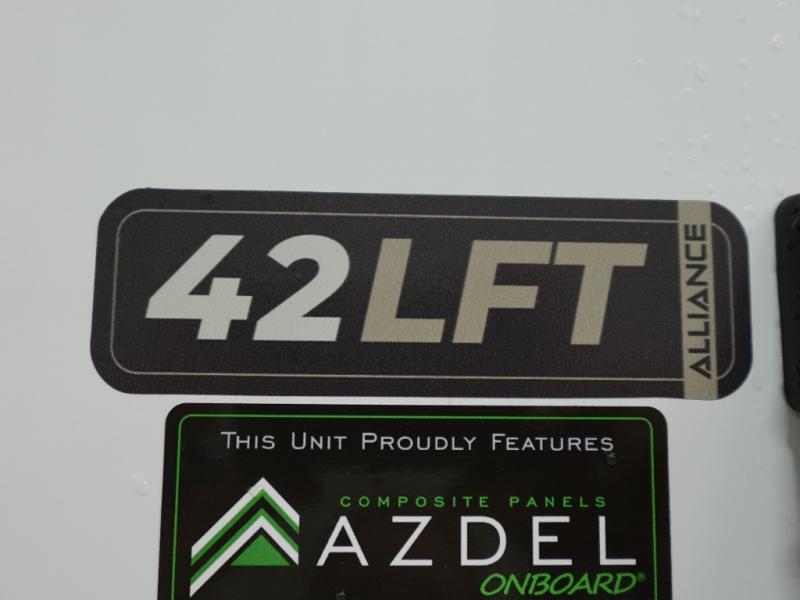 42LFT
ALLIANCE
THIS UNIT PROUDLY FEATURES
COMPOSITE PANELS
AZDEL
ONBOARD®